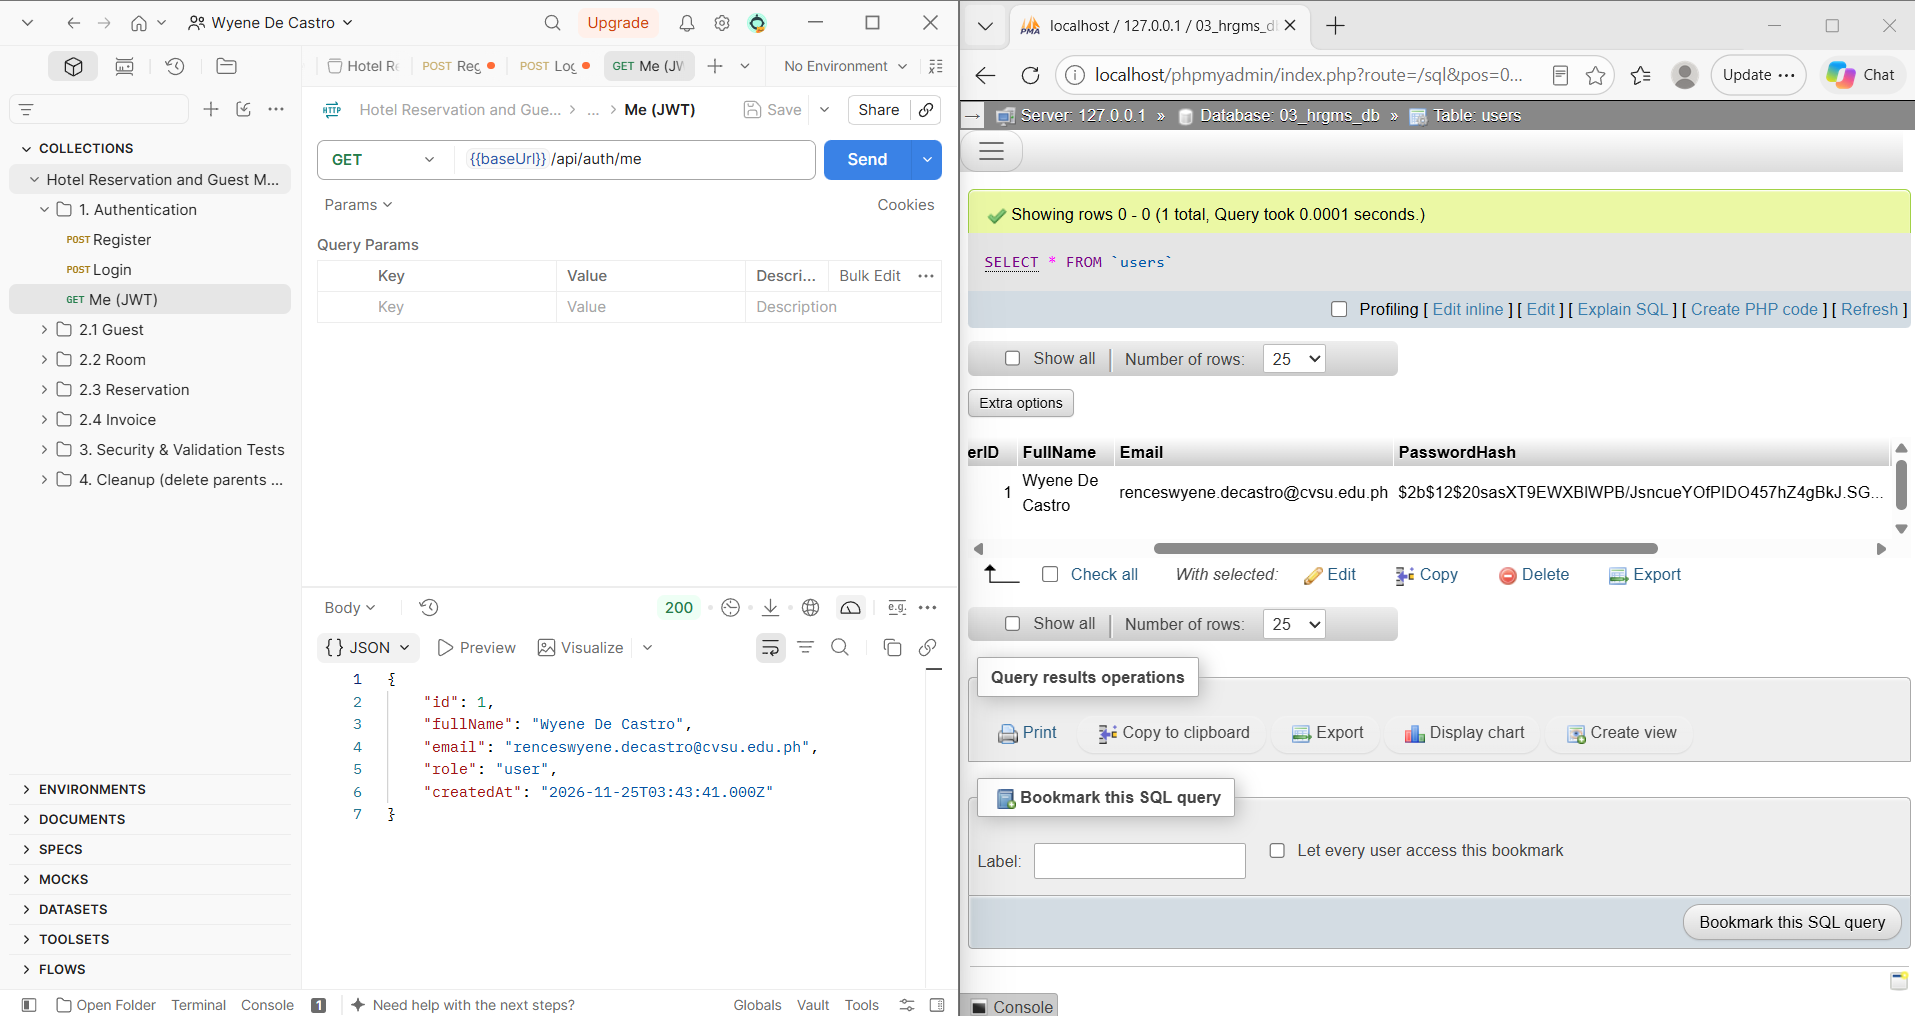 Wyene De Castro
Upgrade
Hotel Re
POST Reg
POST Log
GET Me (JW
No Environment
COLLECTIONS
Hotel Reservation and Guest M...
1. Authentication
POST Register
POST Login
GET Me (JWT)
2.1 Guest
2.2 Room
2.3 Reservation
2.4 Invoice
3. Security & Validation Tests
4. Cleanup (delete parents ...
ENVIRONMENTS
DOCUMENTS
SPECS
MOCKS
DATASETS
TOOLSETS
FLOWS
HTTP Hotel Reservation and Gue... > ... > Me (JWT)
Save
Share
GET
{{baseUrl}} /api/auth/me
Send
Params
Cookies
Query Params
Key Value Descri... Bulk Edit
Key Value Description
Body
200
e.g.
{} JSON
Preview
Visualize
1 {
2 "id": 1,
3 "fullName": "Wyene De Castro",
4 "email": "renceswyene.decastro@cvsu.edu.ph",
5 "role": "user",
6 "createdAt": "2026-11-25T03:43:41.000Z"
7 }
Open Folder Terminal Console 1 Need help with the next steps? Globals Vault Tools
PMA localhost / 127.0.0.1 / 03_hrgms_d
localhost/phpmyadmin/index.php?route=/sql&pos=0...
Update
Chat
Server: 127.0.0.1 » Database: 03_hrgms_db » Table: users
Showing rows 0 - 0 (1 total, Query took 0.0001 seconds.)
SELECT * FROM `users`
Profiling [ Edit inline ] [ Edit ] [ Explain SQL ] [ Create PHP code ] [ Refresh ]
Show all Number of rows: 25
Extra options
erID FullName Email PasswordHash
1 Wyene De Castro renceswyene.decastro@cvsu.edu.ph $2b$12$20sasXT9EWXBlWPB/JsncueYOfPIDO457hZ4gBkJ.SG...
Check all With selected: Edit Copy Delete Export
Show all Number of rows: 25
Query results operations
Print Copy to clipboard Export Display chart Create view
Bookmark this SQL query
Label: Let every user access this bookmark
Bookmark this SQL query
Console